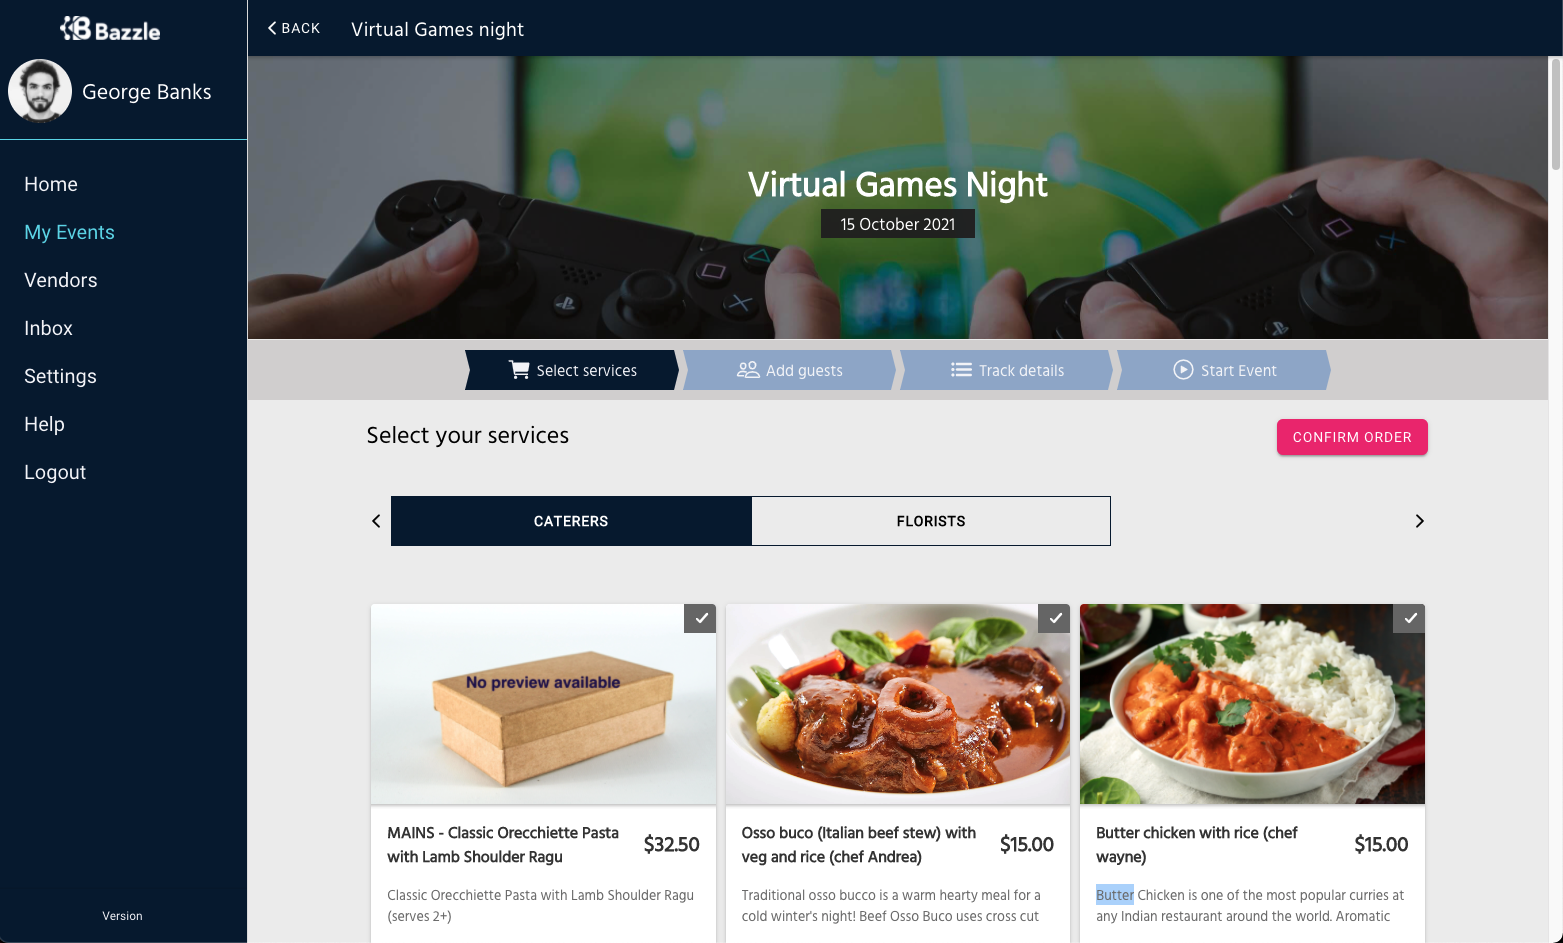 Bazzle
George Banks
Home
My Events
Vendors
Inbox
Settings
Help
Logout
Version
BACK
Virtual Games night
Virtual Games Night
15 October 2021
Select services
Add guests
Track details
Start Event
Select your services
CONFIRM ORDER
CATERERS
FLORISTS
No preview available
MAINS - Classic Orecchiette Pasta
with Lamb Shoulder Ragu
$32.50
Classic Orecchiette Pasta with Lamb Shoulder Ragu
(serves 2+)
Osso buco (Italian beef stew) with
veg and rice (chef Andrea)
$15.00
Traditional osso bucco is a warm hearty meal for a
cold winter's night! Beef Osso Buco uses cross cut
Butter chicken with rice (chef
wayne)
$15.00
Butter Chicken is one of the most popular curries at
any Indian restaurant around the world. Aromatic